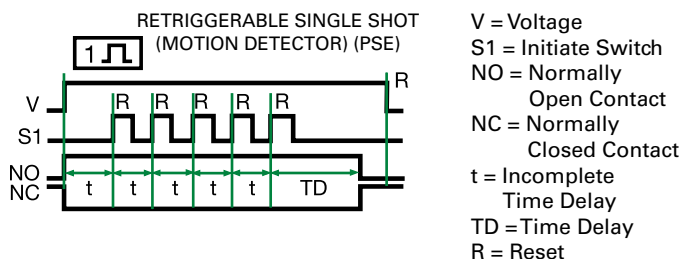 RETRIGGERABLE SINGLE SHOT
(MOTION DETECTOR) (PSE)
1
R
V
R R R R R
S1
NO
NC
t t t t t TD
V = Voltage
S1 = Initiate Switch
NO = Normally
Open Contact
NC = Normally
Closed Contact
t = Incomplete
Time Delay
TD = Time Delay
R = Reset